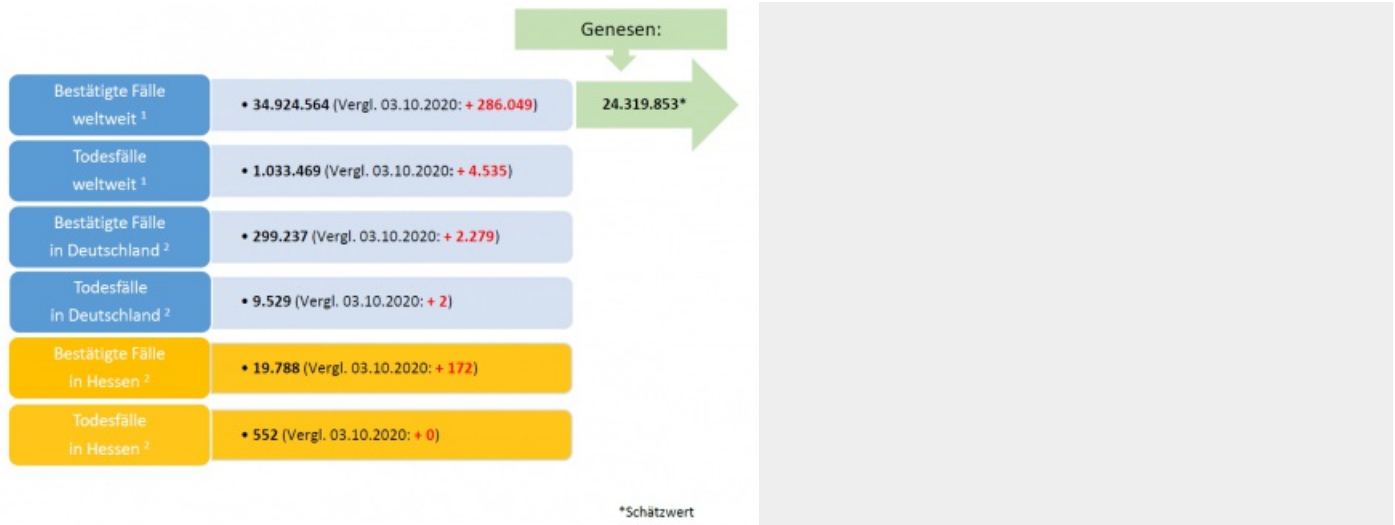 Genesen:
Bestätigte Fälle
weltweit ¹
• 34.924.564 (Vergl. 03.10.2020: + 286.049)
24.319.853*
Todesfälle
weltweit ¹
• 1.033.469 (Vergl. 03.10.2020: + 4.535)
Bestätigte Fälle
in Deutschland ²
• 299.237 (Vergl. 03.10.2020: + 2.279)
Todesfälle
in Deutschland ²
• 9.529 (Vergl. 03.10.2020: + 2)
Bestätigte Fälle
in Hessen ²
• 19.788 (Vergl. 03.10.2020: + 172)
Todesfälle
in Hessen ²
• 552 (Vergl. 03.10.2020: + 0)
*Schätzwert